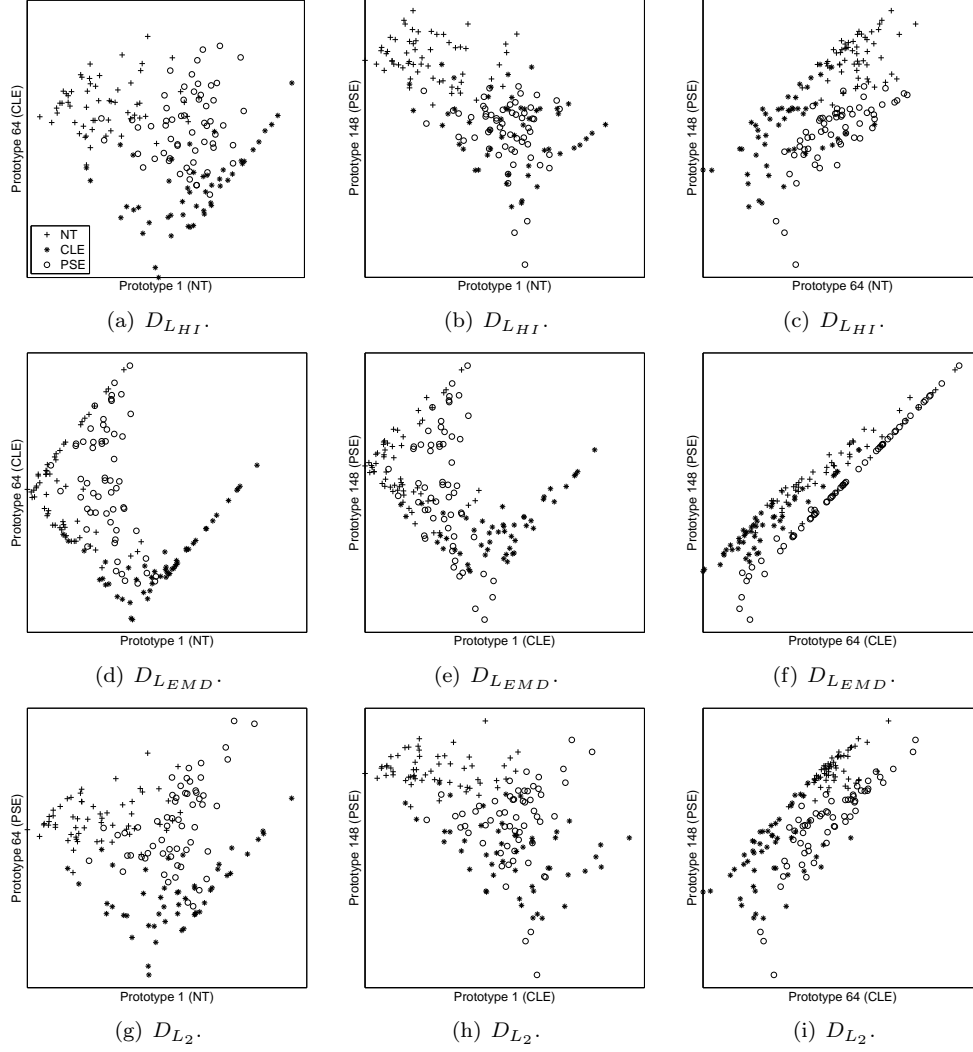 Prototype 64 (CLE)
NT
CLE
PSE
Prototype 1 (NT)
(a) D_{L_{HI}}.
Prototype 148 (PSE)
Prototype 1 (NT)
(b) D_{L_{HI}}.
Prototype 148 (PSE)
Prototype 64 (NT)
(c) D_{L_{HI}}.
Prototype 64 (CLE)
Prototype 1 (NT)
(d) D_{L_{EMD}}.
Prototype 148 (PSE)
Prototype 1 (CLE)
(e) D_{L_{EMD}}.
Prototype 148 (PSE)
Prototype 64 (CLE)
(f) D_{L_{EMD}}.
Prototype 64 (PSE)
Prototype 1 (NT)
(g) D_{L_2}.
Prototype 148 (PSE)
Prototype 1 (CLE)
(h) D_{L_2}.
Prototype 148 (PSE)
Prototype 64 (CLE)
(i) D_{L_2}.